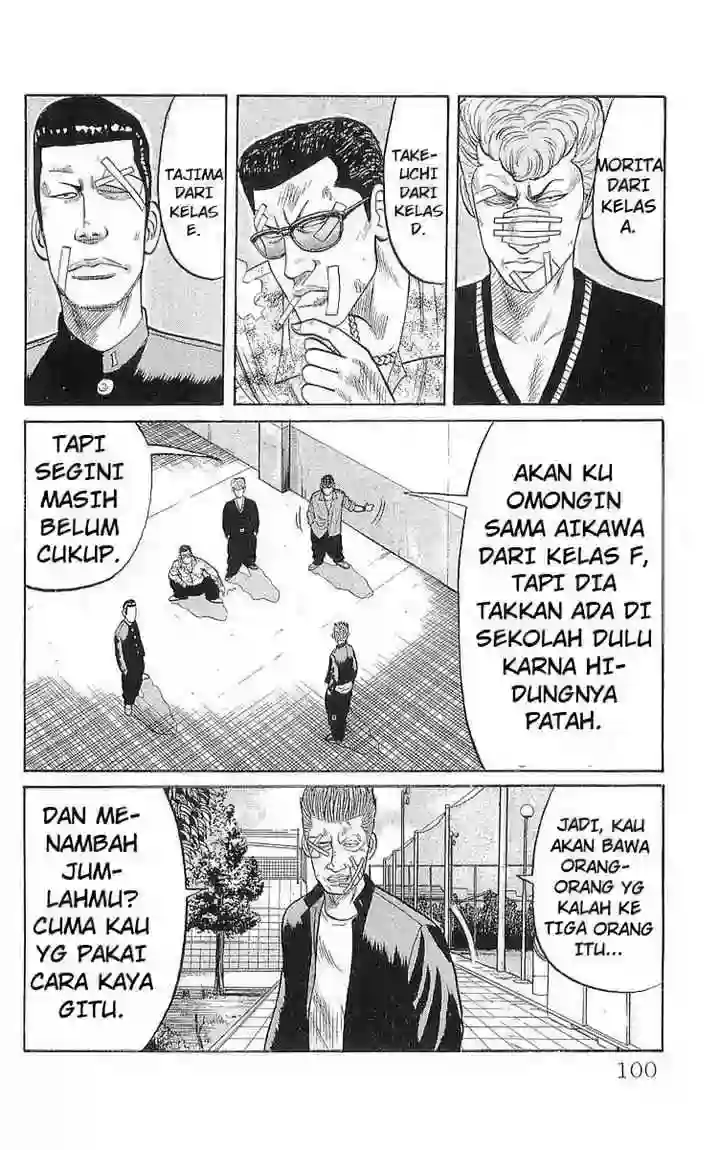 MORITA
DARI
KELAS
A.
TAKE-
UCHI
DARI
KELAS
D.
TAJIMA
DARI
KELAS
E.
AKAN KU
OMONGIN
SAMA AIKAWA
DARI KELAS F,
TAPI DIA
TAKKAN ADA DI
SEKOLAH DULU
KARNA HI-
DUNGNYA
PATAH.
TAPI
SEGINI
MASIH
BELUM
CUKUP.
JADI, KAU
AKAN BAWA
ORANG-
ORANG YG
KALAH KE
TIGA ORANG
ITU...
DAN ME-
NAMBAH
JUM-
LAHMU?
CUMA KAU
YG PAKAI
CARA KAYA
GITU.
100